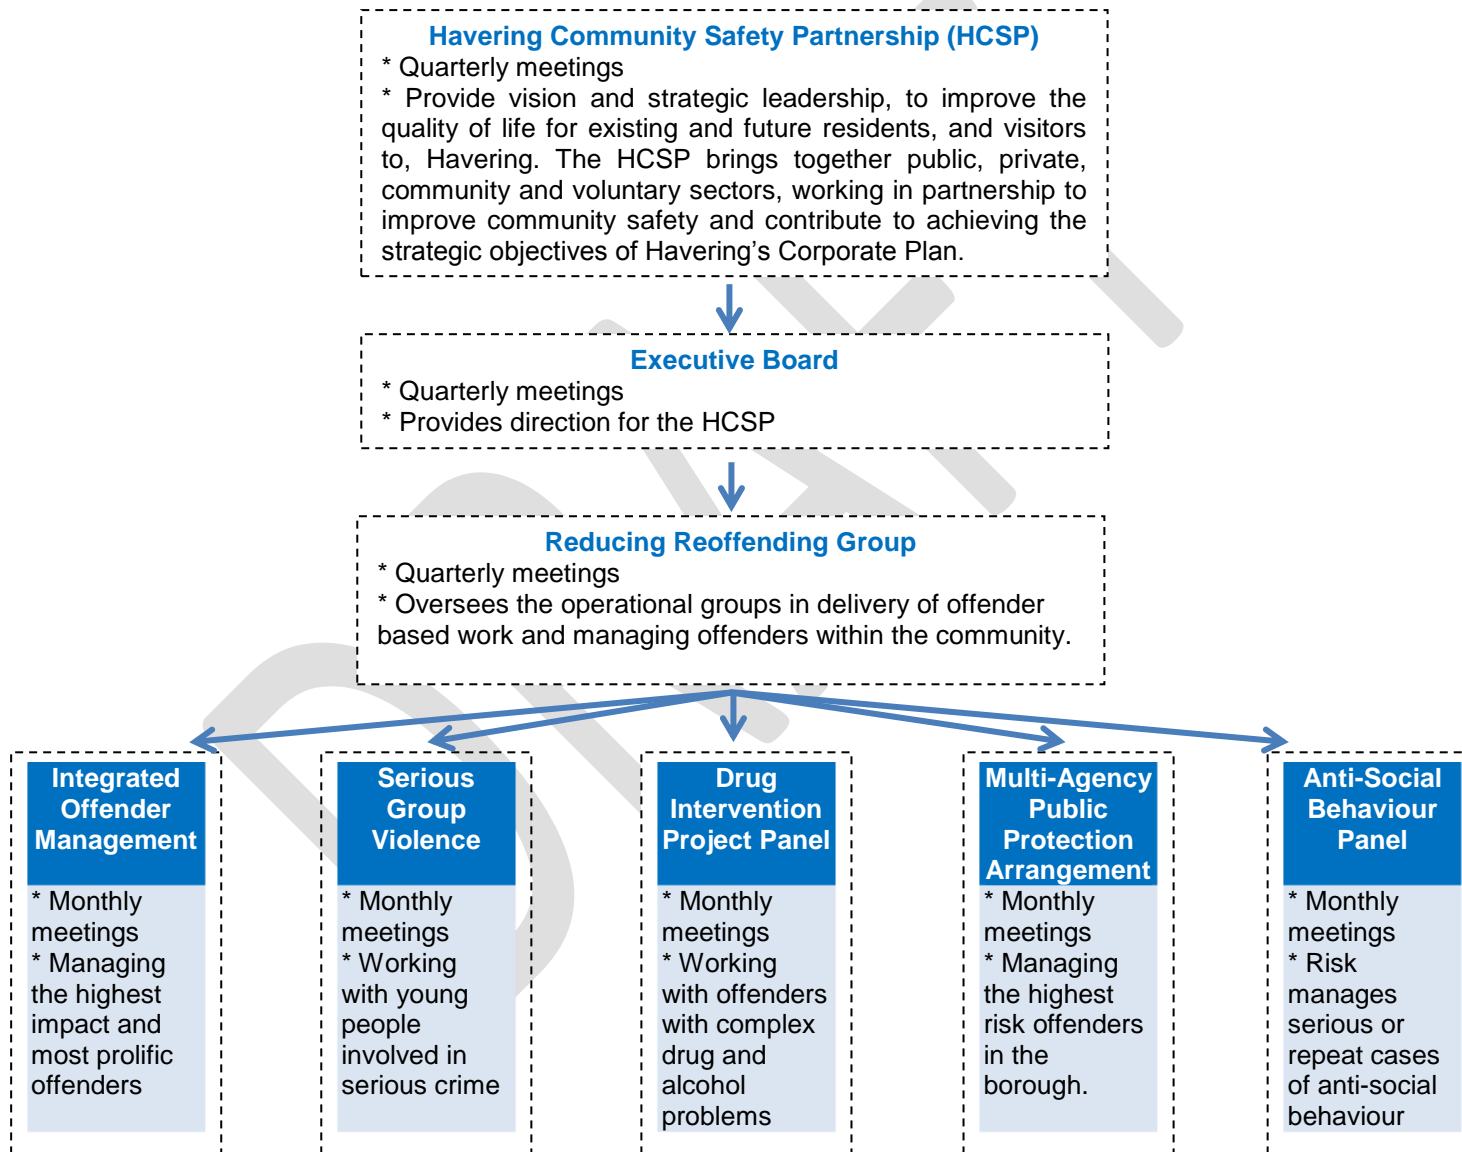 Havering Community Safety Partnership (HCSP)
* Quarterly meetings
* Provide vision and strategic leadership, to improve the
quality of life for existing and future residents, and visitors
to, Havering. The HCSP brings together public, private,
community and voluntary sectors, working in partnership to
improve community safety and contribute to achieving the
strategic objectives of Havering’s Corporate Plan.
Executive Board
* Quarterly meetings
* Provides direction for the HCSP
Reducing Reoffending Group
* Quarterly meetings
* Oversees the operational groups in delivery of offender
based work and managing offenders within the community.
Integrated
Offender
Management
* Monthly
meetings
* Managing
the highest
impact and
most prolific
offenders
Serious
Group
Violence
* Monthly
meetings
* Working
with young
people
involved in
serious crime
Drug
Intervention
Project Panel
* Monthly
meetings
* Working
with offenders
with complex
drug and
alcohol
problems
Multi-Agency
Public
Protection
Arrangement
* Monthly
meetings
* Managing
the highest
risk offenders
in the
borough.
Anti-Social
Behaviour
Panel
* Monthly
meetings
* Risk
manages
serious or
repeat cases
of anti-social
behaviour
DRAFT